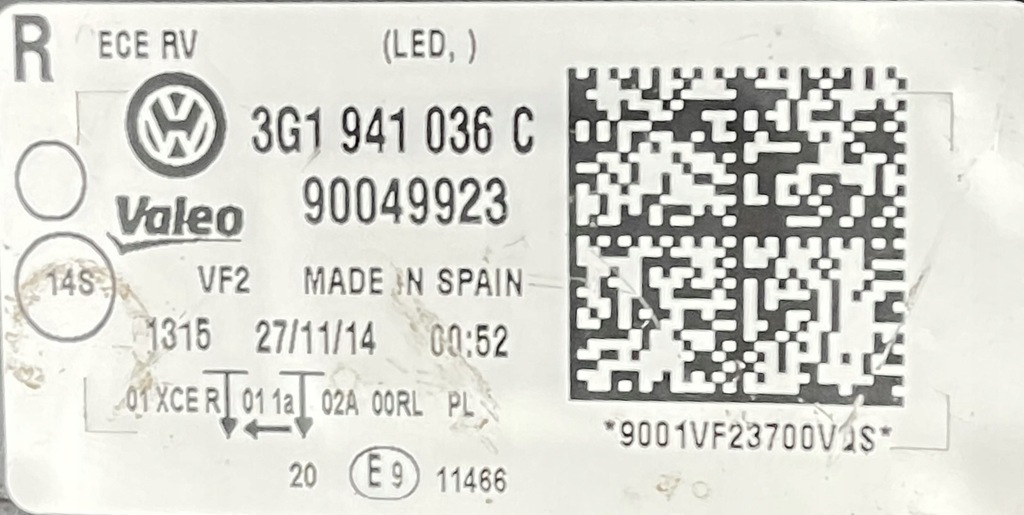 R ECE RV (LED, )
3G1 941 036 C
Valeo 90049923
14S VF2 MADE IN SPAIN
1315 27/11/14 00:52
01 XCE R 01 1a 02A 00RL PL
20 E9 11466